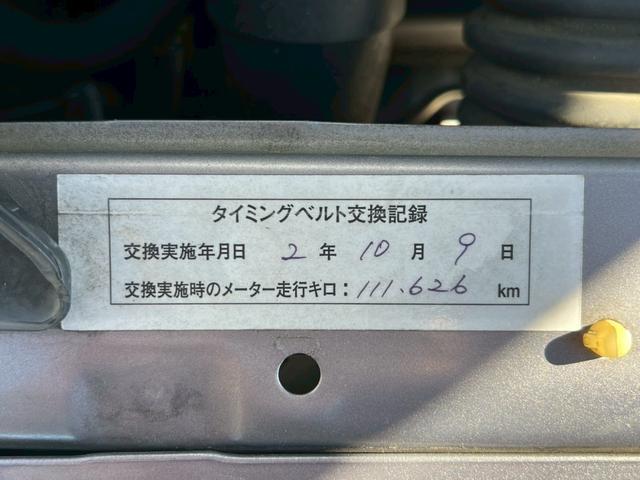 タイミングベルト交換記録
交換実施年月日 2 年 10 月 9 日
交換実施時のメーター走行キロ：111.626 km